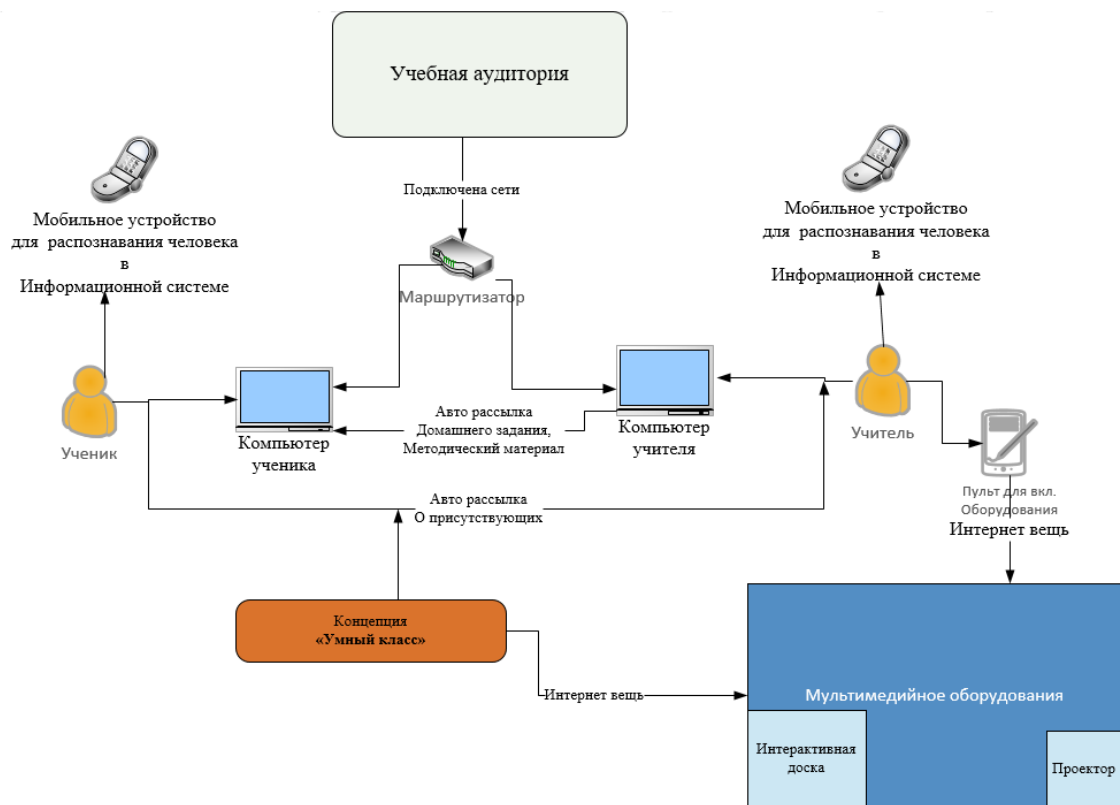 Учебная аудитория
Подключена сети
Маршрутизатор
Мобильное устройство
для распознавания человека
в
Информационной системе
Мобильное устройство
для распознавания человека
в
Информационной системе
Ученик
Компьютер
ученика
Авто рассылка
Домашнего задания,
Методический материал
Компьютер
учителя
Учитель
Пульт для вкл.
Оборудования
Интернет вещь
Авто рассылка
О присутствующих
Концепция
«Умный класс»
Интернет вещь
Мультимедийное оборудования
Интерактивная
доска
Проектор